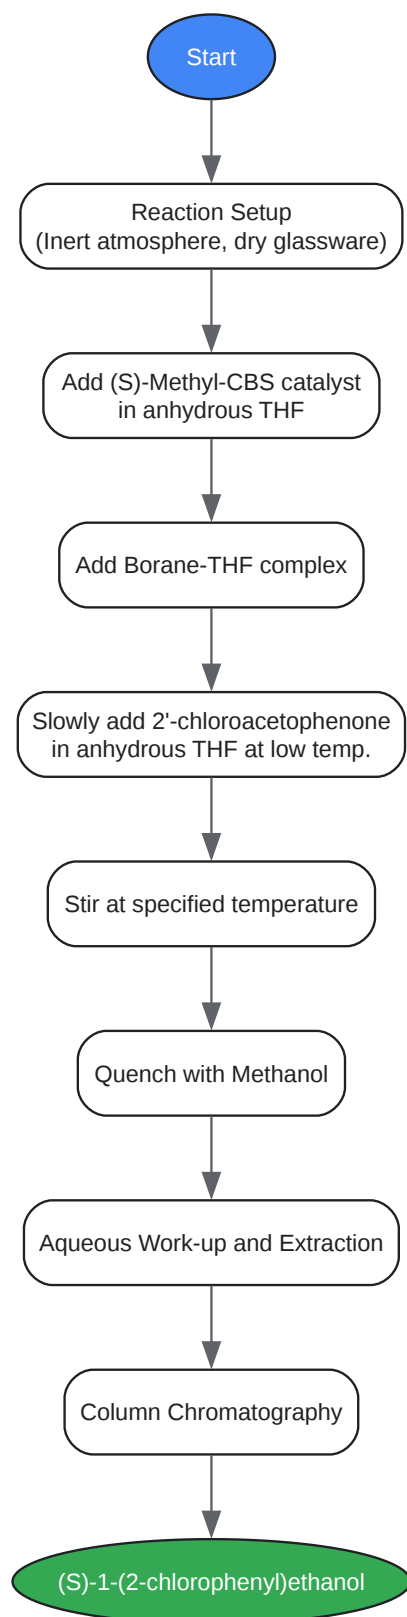 Start
Reaction Setup
(Inert atmosphere, dry glassware)
Add (S)-Methyl-CBS catalyst
in anhydrous THF
Add Borane-THF complex
Slowly add 2'-chloroacetophenone
in anhydrous THF at low temp.
Stir at specified temperature
Quench with Methanol
Aqueous Work-up and Extraction
Column Chromatography
(S)-1-(2-chlorophenyl)ethanol